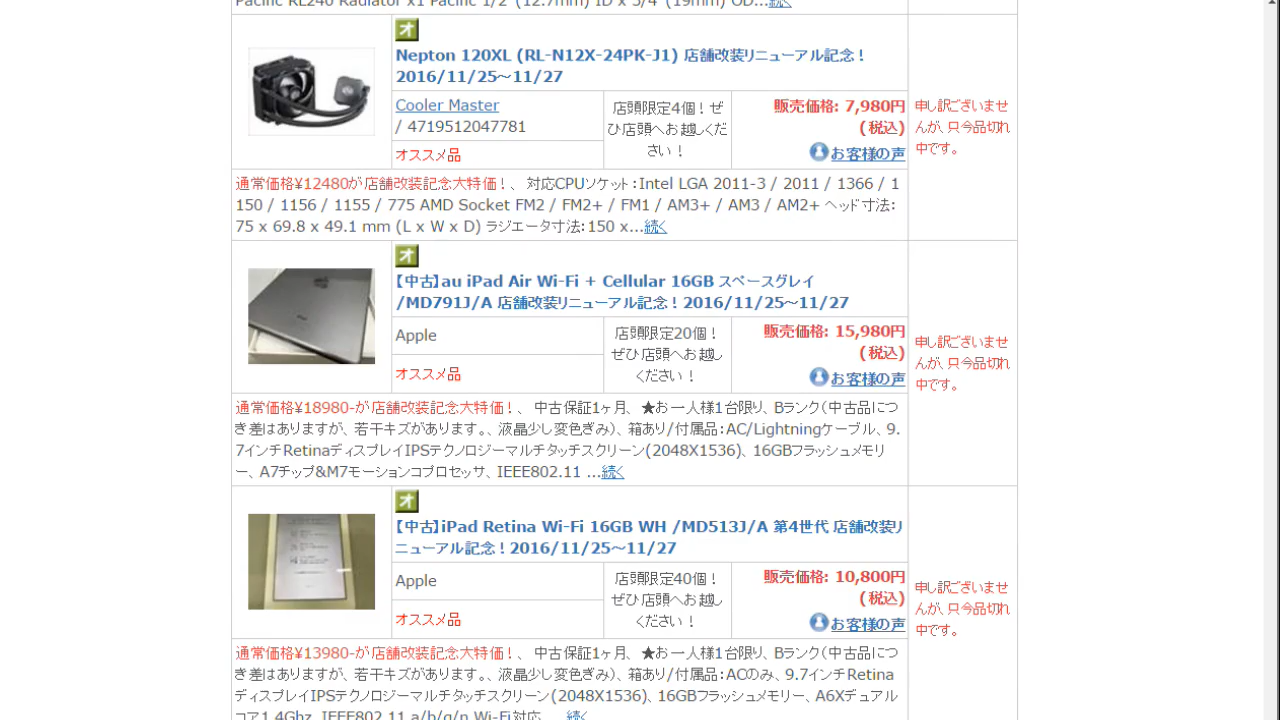 Pacific RL240 Radiator x1 Pacific 1/2" (12.7mm) ID x 3/4" (19mm) OD...続く
オ
Nepton 120XL (RL-N12X-24PK-J1) 店舗改装リニューアル記念！
2016/11/25～11/27
Cooler Master
/ 4719512047781
オススメ品
店頭限定4個！ぜ
ひ店頭へお越しくだ
さい！
販売価格: 7,980円
(税込)
お客様の声
申し訳ございませ
んが、只今品切れ
中です。
通常価格¥12480が店舗改装記念大特価！、 対応CPUソケット：Intel LGA 2011-3 / 2011 / 1366 / 1
150 / 1156 / 1155 / 775 AMD Socket FM2 / FM2+ / FM1 / AM3+ / AM3 / AM2+ ヘッド寸法：
75 x 69.8 x 49.1 mm (L x W x D) ラジエータ寸法：150 x...続く
オ
【中古】au iPad Air Wi-Fi + Cellular 16GB スペースグレイ
/MD791J/A 店舗改装リニューアル記念！2016/11/25～11/27
Apple
オススメ品
店頭限定20個！
ぜひ店頭へお越し
ください！
販売価格: 15,980円
(税込)
お客様の声
申し訳ございませ
んが、只今品切れ
中です。
通常価格¥18980-が店舗改装記念大特価！、 中古保証1ヶ月、 ★お一人様1台限り、Bランク（中古品につ
き差はありますが、若干キズがあります。、液晶少し変色ぎみ）、箱あり/付属品：AC/Lightningケーブル、9.
7インチRetinaディスプレイIPSテクノロジーマルチタッチスクリーン(2048X1536)、16GBフラッシュメモリ
ー、A7チップ&M7モーションコプロセッサ、IEEE802.11 ...続く
オ
【中古】iPad Retina Wi-Fi 16GB WH /MD513J/A 第4世代 店舗改装リ
ニューアル記念！2016/11/25～11/27
Apple
オススメ品
店頭限定40個！
ぜひ店頭へお越し
ください！
販売価格: 10,800円
(税込)
お客様の声
申し訳ございませ
んが、只今品切れ
中です。
通常価格¥13980-が店舗改装記念大特価！、 中古保証1ヶ月、 ★お一人様1台限り、Bランク（中古品につ
き差はありますが、若干キズがあります。、液晶少し変色ぎみ）、箱あり/付属品：ACのみ、9.7インチRetina
ディスプレイIPSテクノロジーマルチタッチスクリーン(2048X1536)、16GBフラッシュメモリー、A6Xデュアル
コア1.4Ghz、IEEE802.11 a/b/g/n Wi-Fi対応、...続く